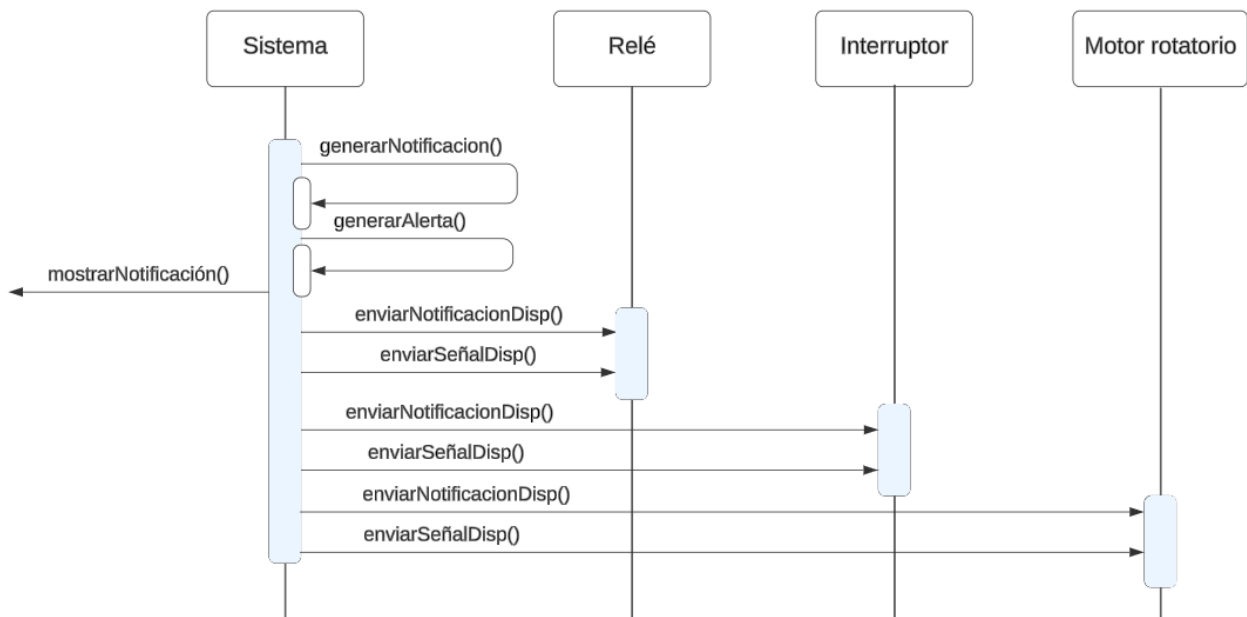 Sistema
Relé
Interruptor
Motor rotatorio
generarNotificacion()
generarAlerta()
mostrarNotificación()
enviarNotificacionDisp()
enviarSeñalDisp()
enviarNotificacionDisp()
enviarSeñalDisp()
enviarNotificacionDisp()
enviarSeñalDisp()